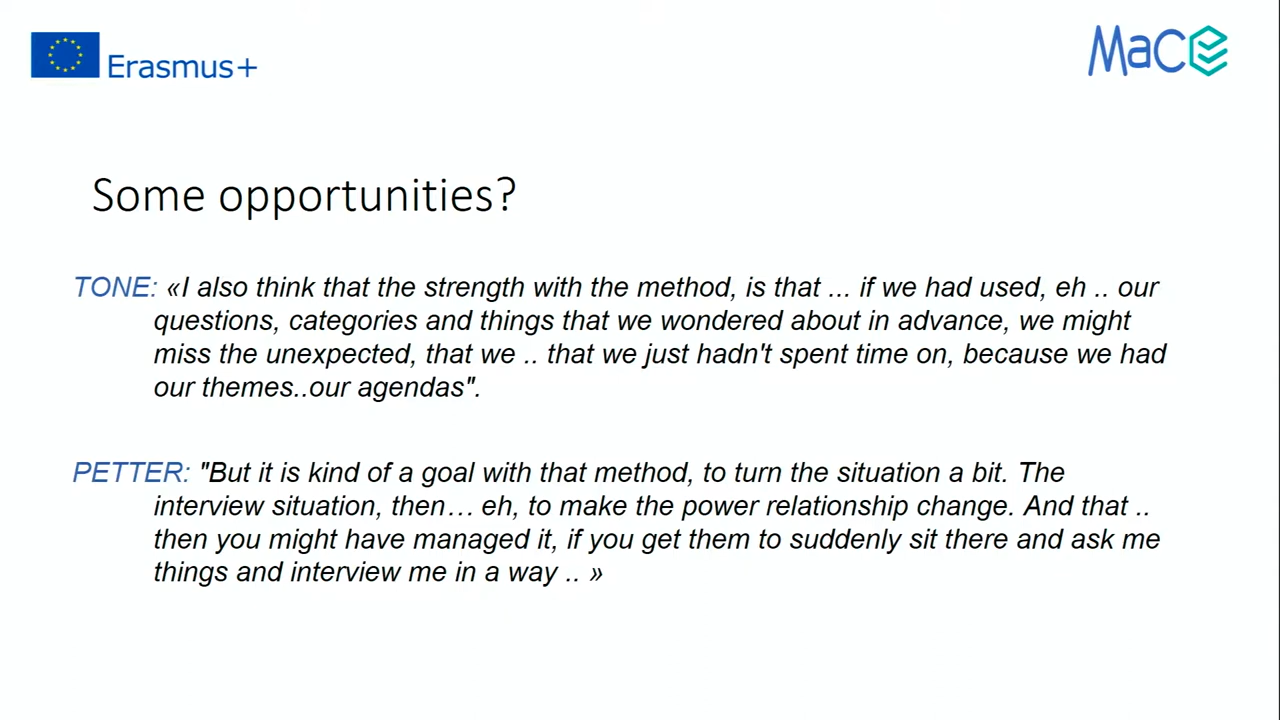 Erasmus+
MaCE
Some opportunities?
TONE: «I also think that the strength with the method, is that ... if we had used, eh .. our
questions, categories and things that we wondered about in advance, we might
miss the unexpected, that we .. that we just hadn't spent time on, because we had
our themes..our agendas".
PETTER: "But it is kind of a goal with that method, to turn the situation a bit. The
interview situation, then… eh, to make the power relationship change. And that ..
then you might have managed it, if you get them to suddenly sit there and ask me
things and interview me in a way .. »